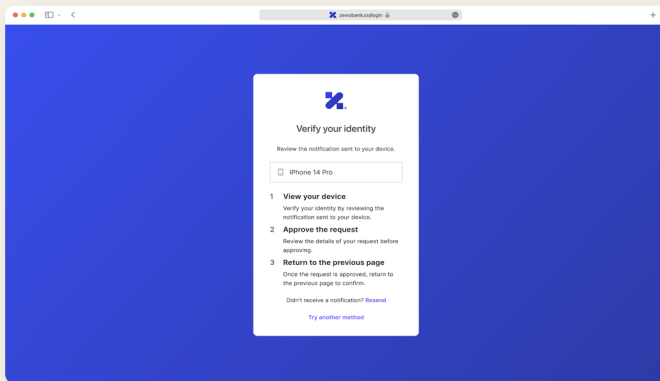 zewobank.co/login
Verify your identity
Review the notification sent to your device.
iPhone 14 Pro
1 View your device
Verify your identity by reviewing the
notification sent to your device.
2 Approve the request
Review the details of your request before
approving.
3 Return to the previous page
Once the request is approved, return to
the previous page to confirm.
Didn't receive a notification? Resend
Try another method